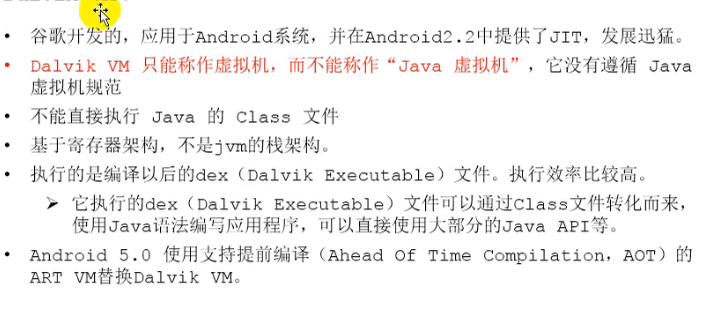 • 谷歌开发的，应用于Android系统，并在Android2.2中提供了JIT，发展迅猛。
• Dalvik VM 只能称作虚拟机，而不能称作“Java 虚拟机”，它没有遵循 Java
虚拟机规范
• 不能直接执行 Java 的 Class 文件
• 基于寄存器架构，不是jvm的栈架构。
• 执行的是编译以后的dex（Dalvik Executable）文件。执行效率比较高。
➢ 它执行的dex（Dalvik Executable）文件可以通过Class文件转化而来，
使用Java语法编写应用程序，可以直接使用大部分的Java API等。
• Android 5.0 使用支持提前编译（Ahead Of Time Compilation，AOT）的
ART VM替换Dalvik VM。